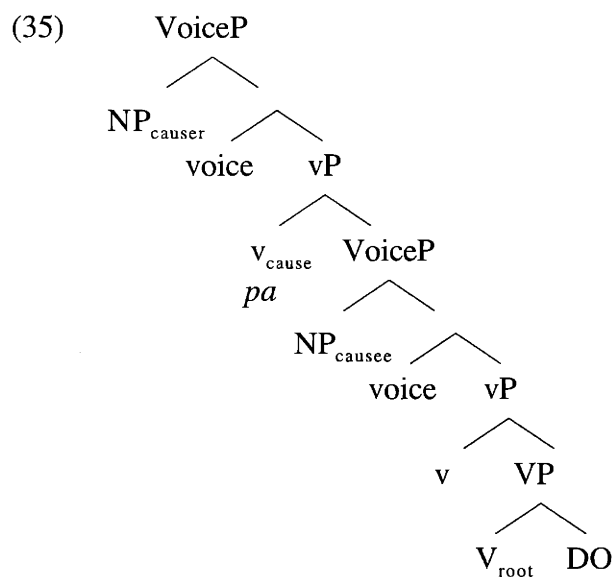 (35) VoiceP
NP_causer
voice vP
v_cause VoiceP
pa
NP_causee
voice vP
v VP
V_root DO